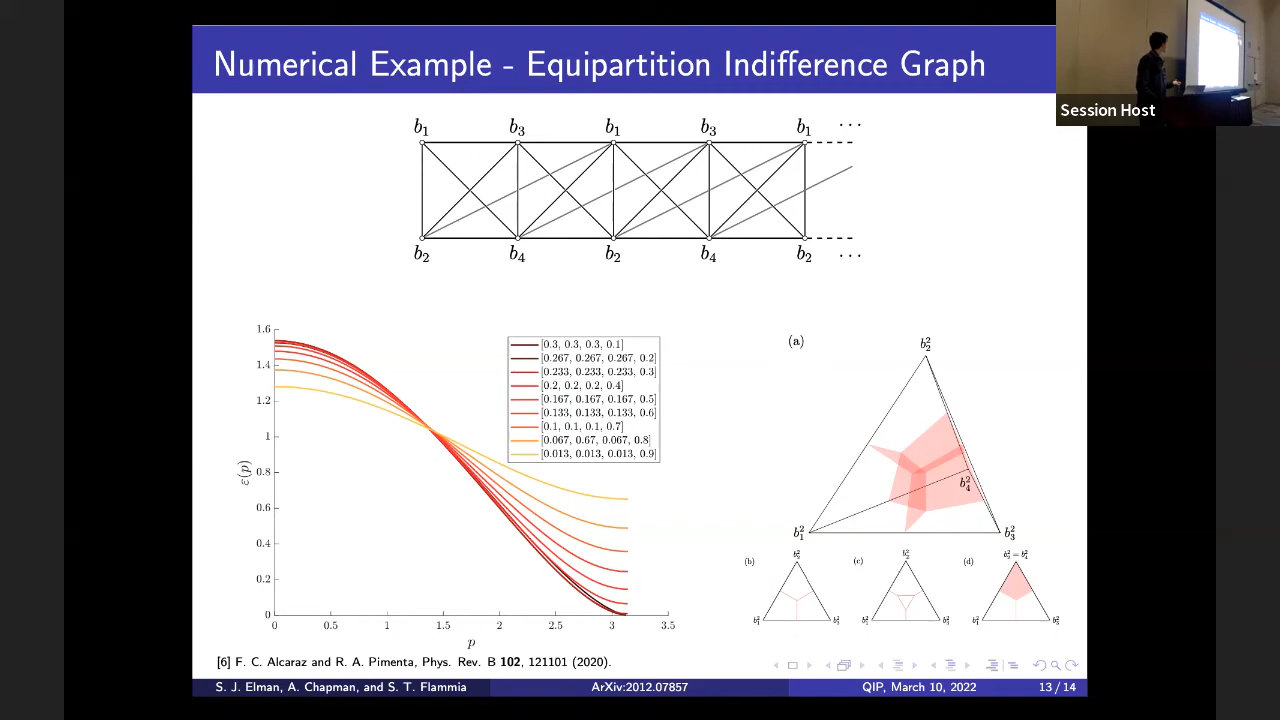 Numerical Example - Equipartition Indifference Graph
Session Host
b₁ b₃ b₁ b₃ b₁ ···
b₂ b₄ b₂ b₄ b₂ ···
1.6
1.4
1.2
1
0.8
0.6
0.4
0.2
0
ε(p)
0 0.5 1 1.5 2 2.5 3 3.5
p
[0.3, 0.3, 0.3, 0.1]
[0.267, 0.267, 0.267, 0.2]
[0.233, 0.233, 0.233, 0.3]
[0.2, 0.2, 0.2, 0.4]
[0.167, 0.167, 0.167, 0.5]
[0.133, 0.133, 0.133, 0.6]
[0.1, 0.1, 0.1, 0.7]
[0.067, 0.67, 0.067, 0.8]
[0.013, 0.013, 0.013, 0.9]
(a)
b₂²
b₄²
b₁² b₃²
(b) (c) b₂² (d)
[6] F. C. Alcaraz and R. A. Pimenta, Phys. Rev. B 102, 121101 (2020).
S. J. Elman, A. Chapman, and S. T. Flammia ArXiv:2012.07857 QIP, March 10, 2022 13 / 14